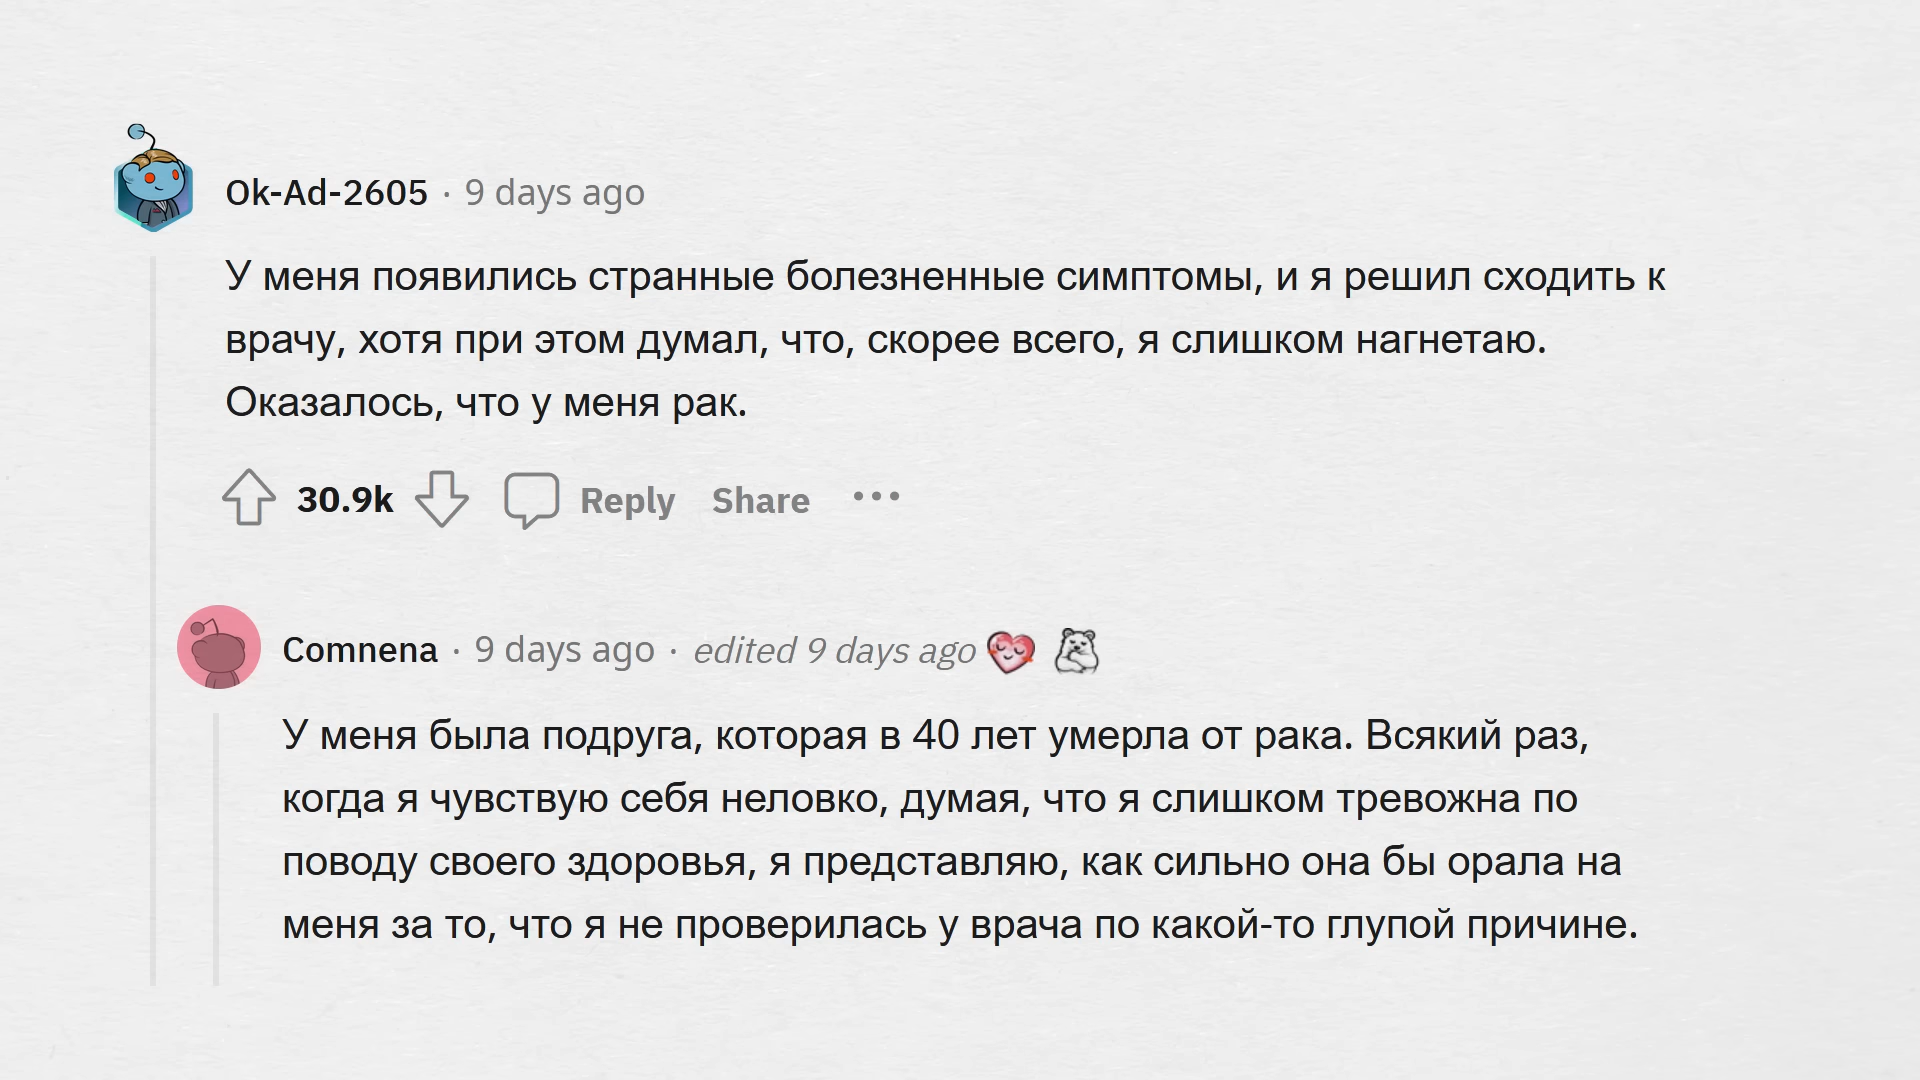 Ok-Ad-2605 · 9 days ago
У меня появились странные болезненные симптомы, и я решил сходить к
врачу, хотя при этом думал, что, скорее всего, я слишком нагнетаю.
Оказалось, что у меня рак.
30.9k Reply Share ···
Comnena · 9 days ago · edited 9 days ago
У меня была подруга, которая в 40 лет умерла от рака. Всякий раз,
когда я чувствую себя неловко, думая, что я слишком тревожна по
поводу своего здоровья, я представляю, как сильно она бы орала на
меня за то, что я не проверилась у врача по какой-то глупой причине.